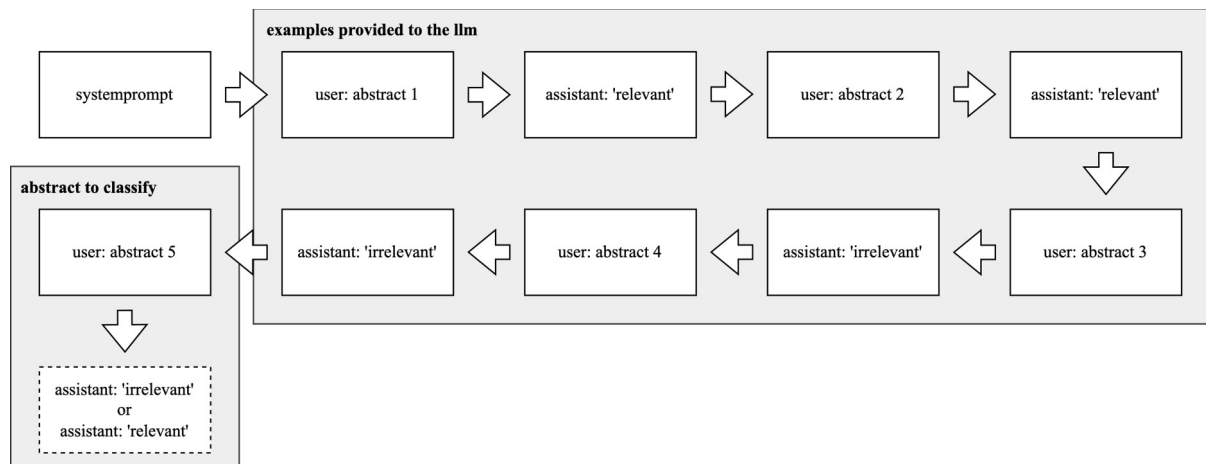 examples provided to the llm
systemprompt
user: abstract 1
assistant: 'relevant'
user: abstract 2
assistant: 'relevant'
user: abstract 3
assistant: 'irrelevant'
user: abstract 4
assistant: 'irrelevant'
abstract to classify
user: abstract 5
assistant: 'irrelevant'
or
assistant: 'relevant'